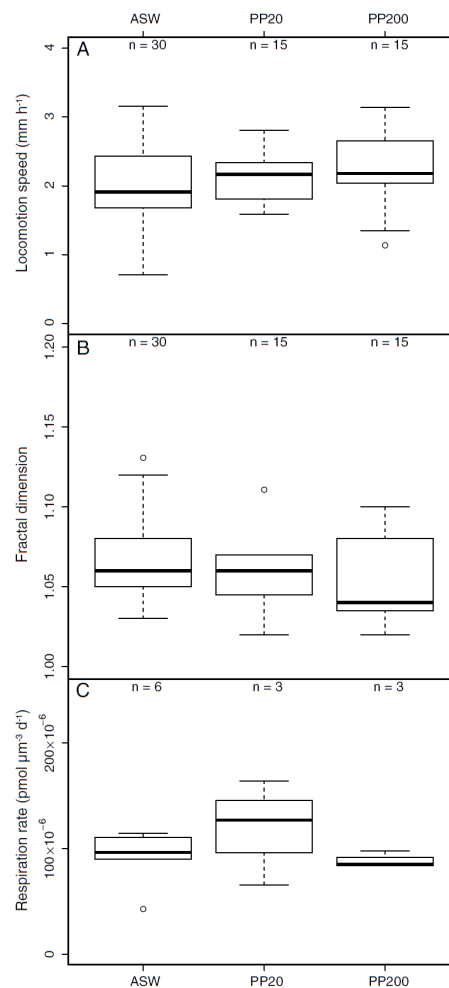 ASW PP20 PP200
A n = 30 n = 15 n = 15
Locomotion speed (mm h⁻¹)
4
3
2
1
0
B n = 30 n = 15 n = 15
Fractal dimension
1.20
1.15
1.10
1.05
1.00
C n = 6 n = 3 n = 3
Respiration rate (pmol µm⁻³ d⁻¹)
200×10⁻⁶
100×10⁻⁶
0
ASW PP20 PP200